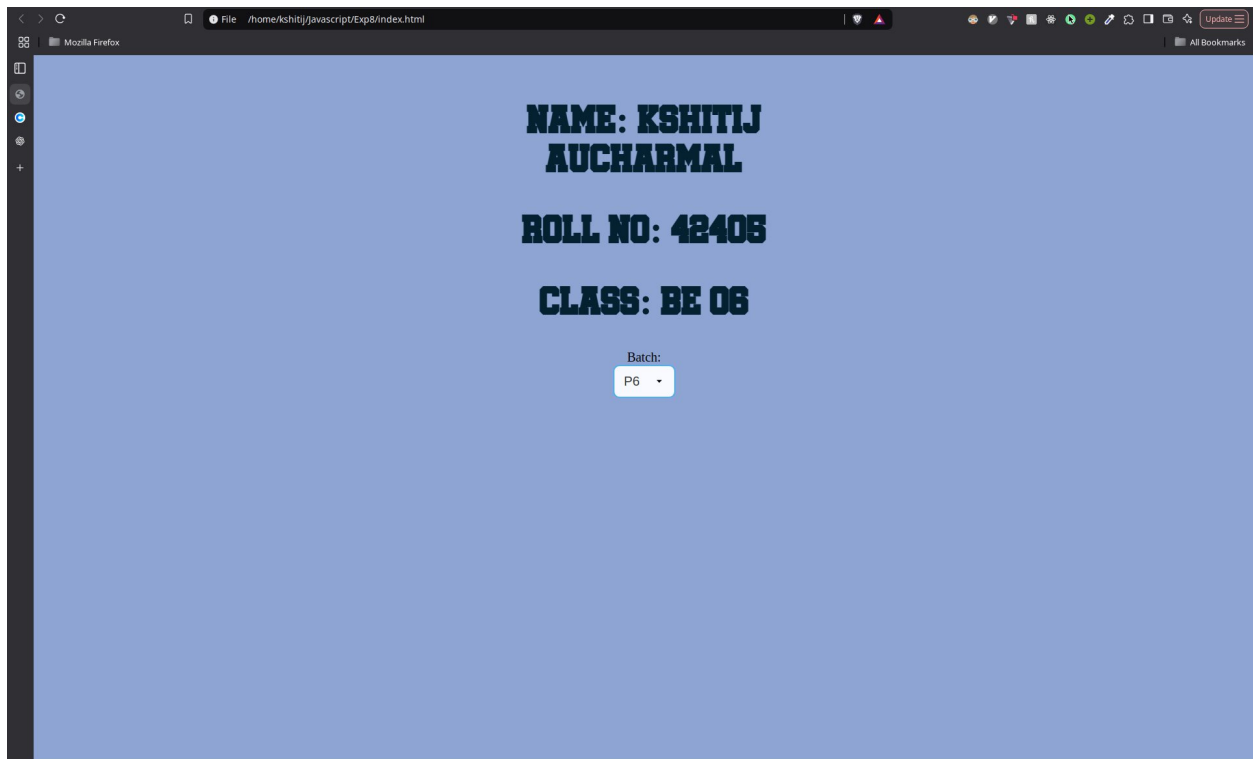 File /home/kshitij/Javascript/Exp8/index.html
Update
Mozilla Firefox
All Bookmarks
NAME: KSHITIJ
AUCHARMAL
ROLL NO: 42405
CLASS: BE 06
Batch:
P6